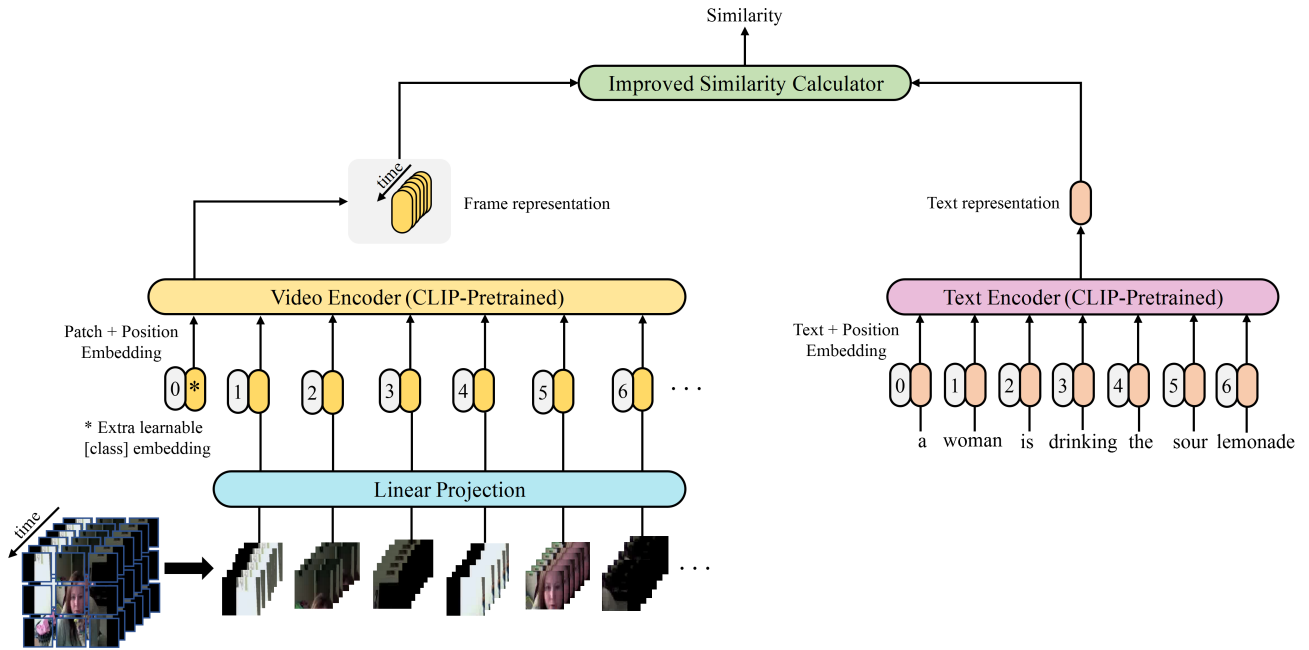 Similarity
Improved Similarity Calculator
time
Frame representation
Text representation
Video Encoder (CLIP-Pretrained)
Text Encoder (CLIP-Pretrained)
Patch + Position
Embedding
Text + Position
Embedding
0 * 1 2 3 4 5 6 ...
0 1 2 3 4 5 6
* Extra learnable
[class] embedding
a woman is drinking the sour lemonade
Linear Projection
time
...